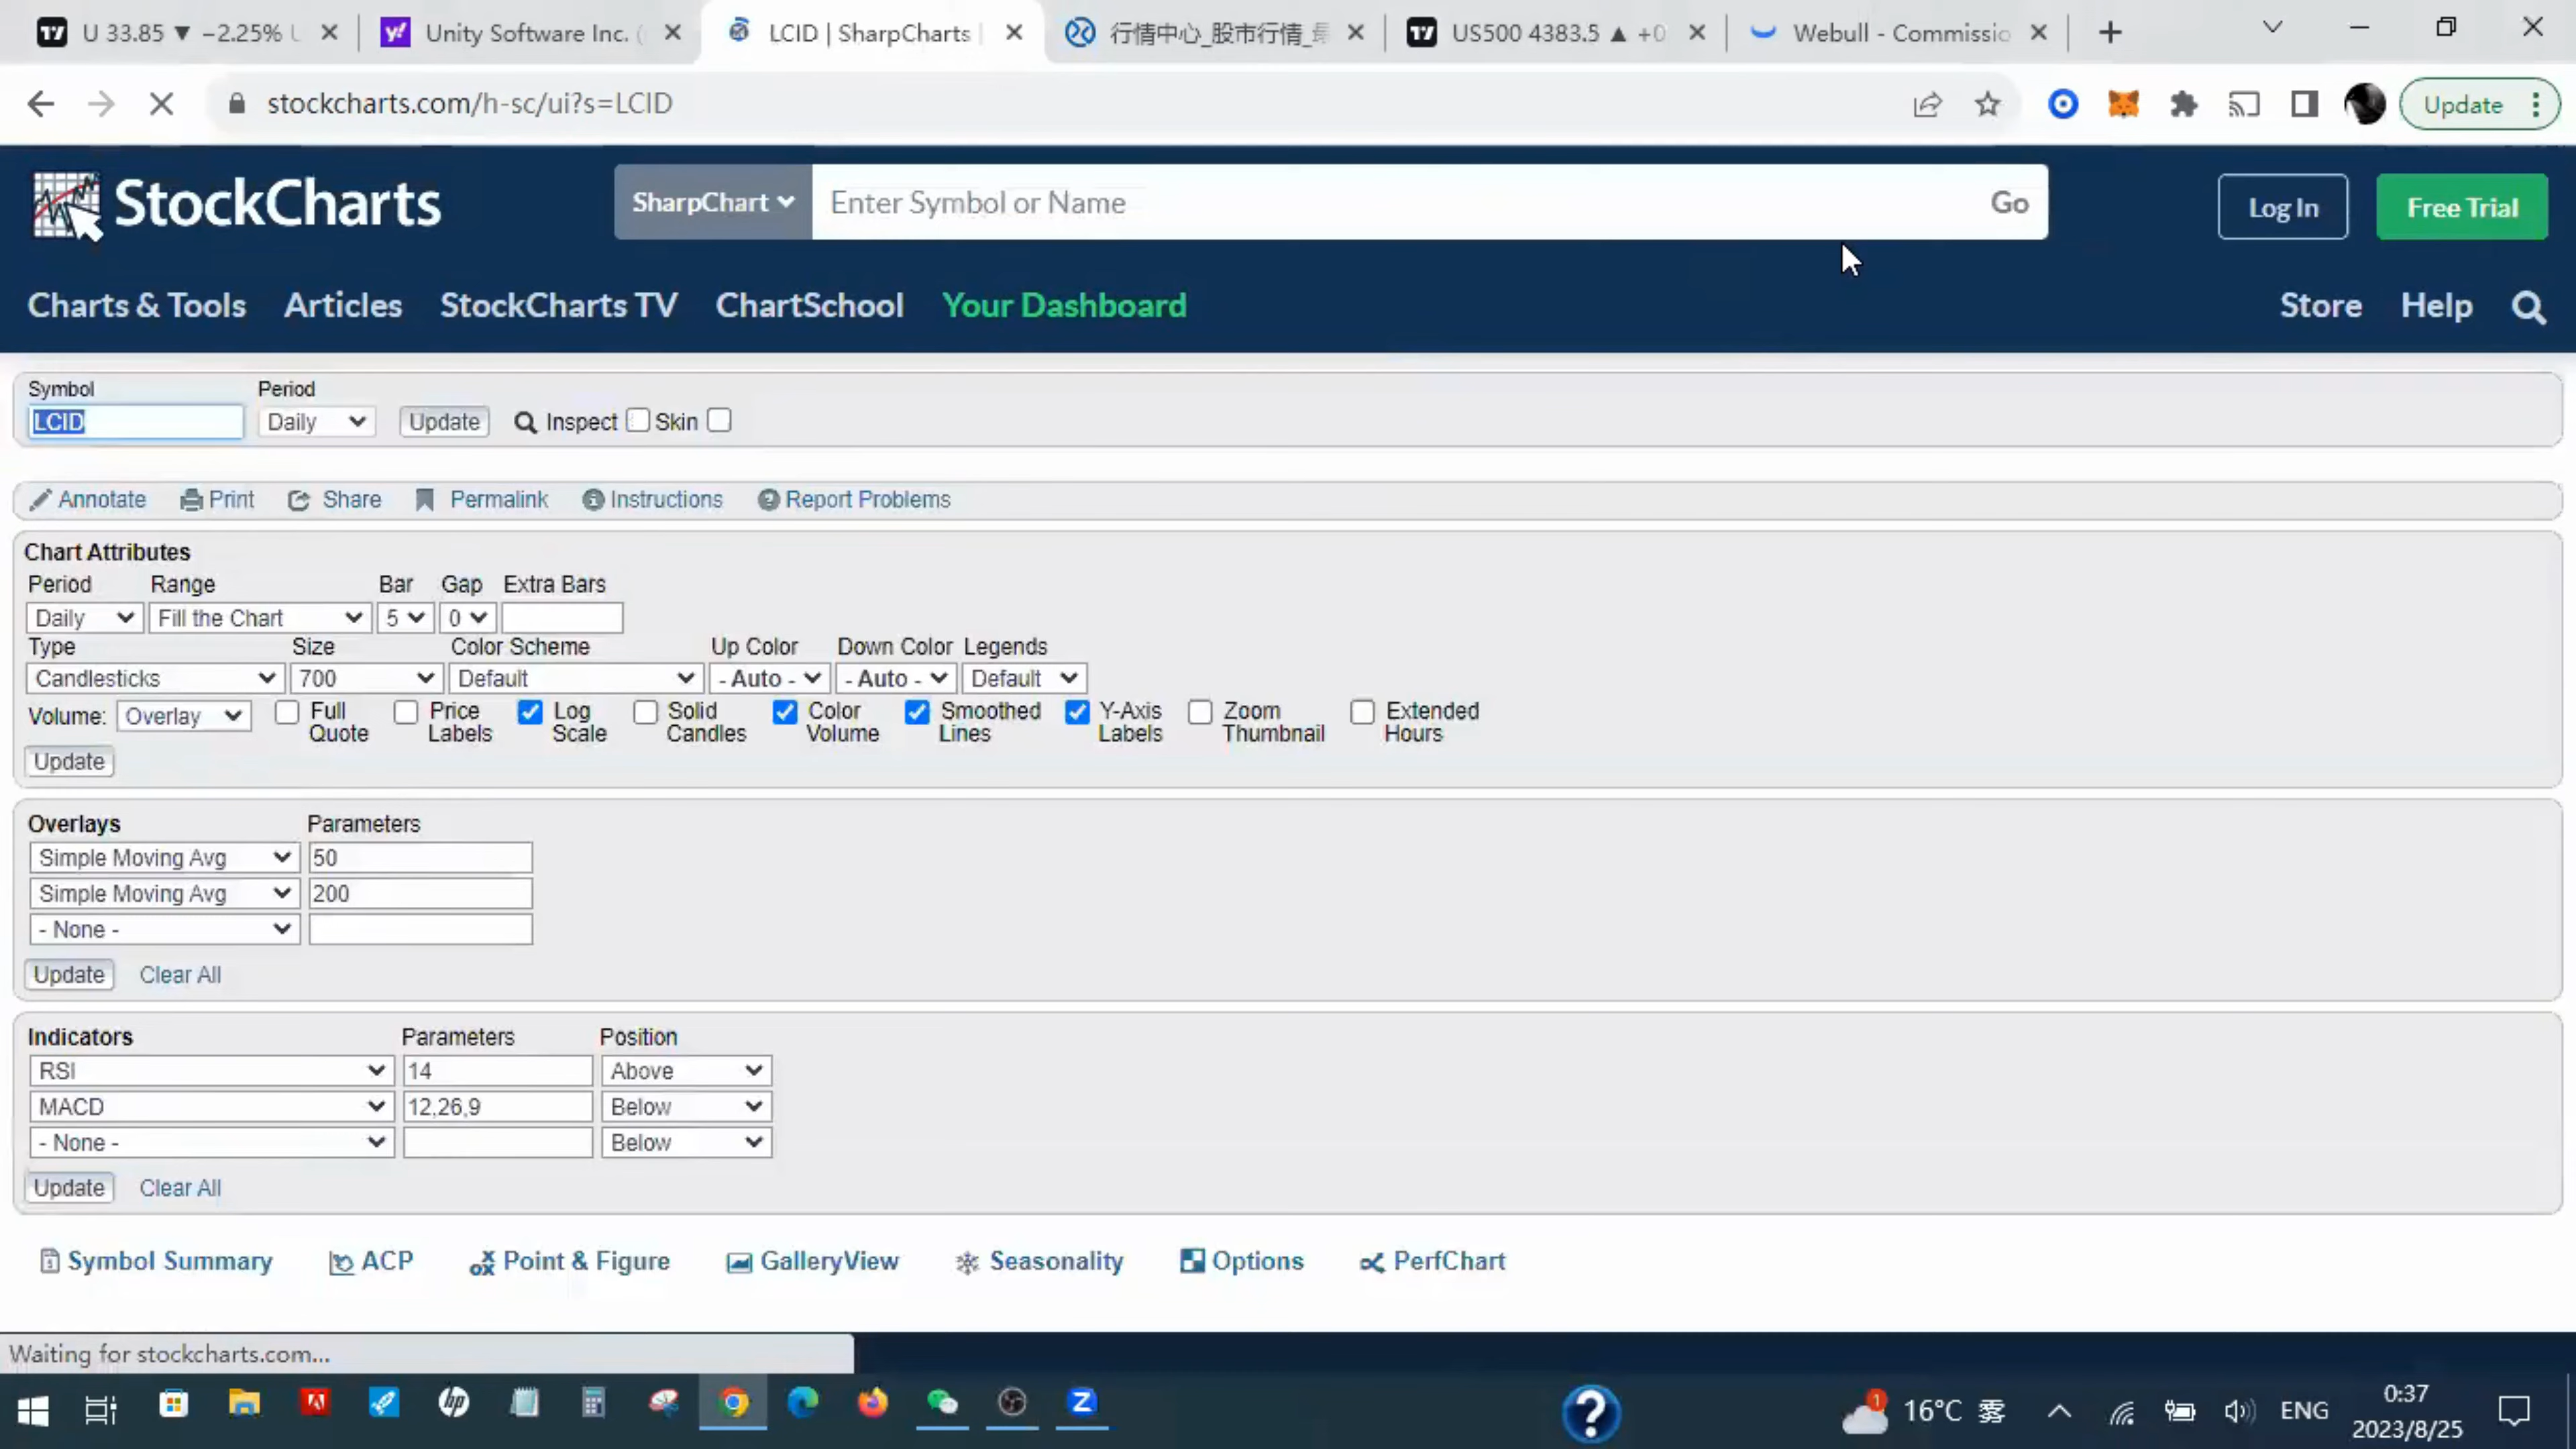 U 33.85 ▼ −2.25%
Unity Software Inc.
LCID | SharpCharts |
行情中心_股市行情_
US500 4383.5 ▲ +0
Webull - Commissio
stockcharts.com/h-sc/ui?s=LCID
Update
StockCharts
SharpChart
Enter Symbol or Name
Go
Log In
Free Trial
Charts & Tools
Articles
StockCharts TV
ChartSchool
Your Dashboard
Store
Help
Symbol
Period
LCID
Daily
Update
Inspect
Skin
Annotate
Print
Share
Permalink
Instructions
Report Problems
Chart Attributes
Period Range Bar Gap Extra Bars
Daily Fill the Chart 5 0
Type Size Color Scheme Up Color Down Color Legends
Candlesticks 700 Default - Auto - - Auto - Default
Volume: Overlay
Full Quote
Price Labels
Log Scale
Solid Candles
Color Volume
Smoothed Lines
Y-Axis Labels
Zoom Thumbnail
Extended Hours
Update
Overlays Parameters
Simple Moving Avg 50
Simple Moving Avg 200
- None -
Update Clear All
Indicators Parameters Position
RSI 14 Above
MACD 12,26,9 Below
- None - Below
Update Clear All
Symbol Summary
ACP
Point & Figure
GalleryView
Seasonality
Options
PerfChart
Waiting for stockcharts.com...
1
16°C 雾
ENG
0:37
2023/8/25